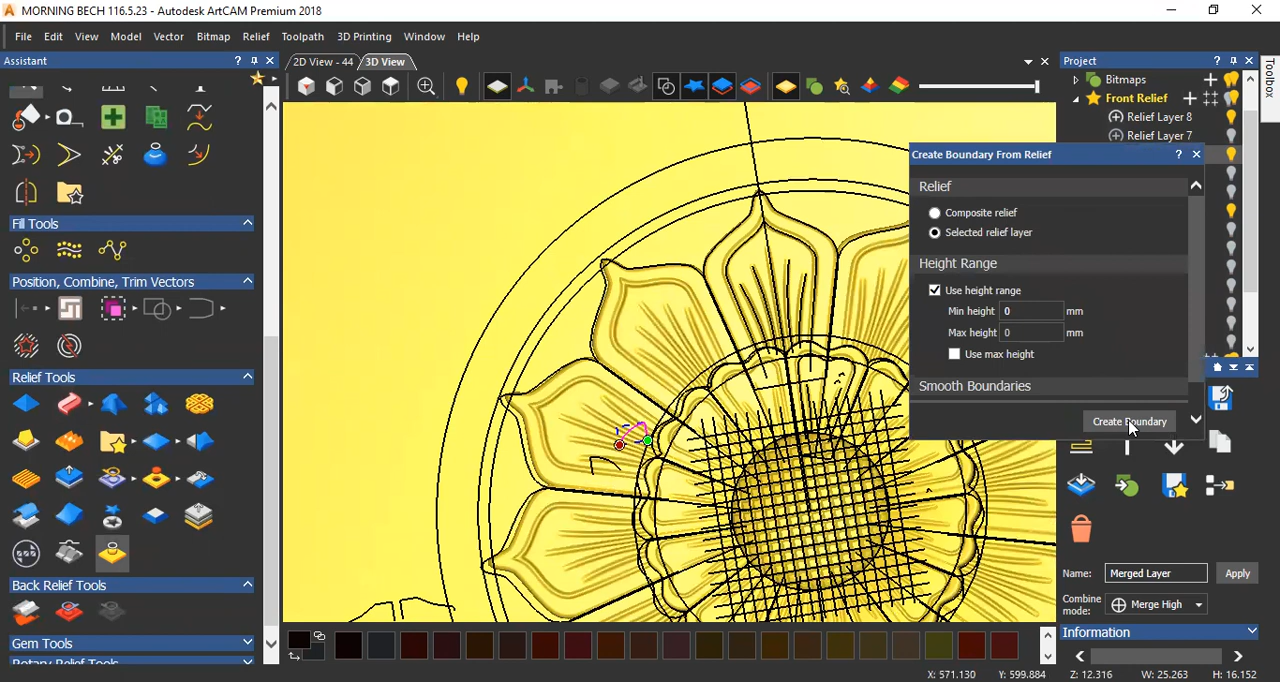 MORNING BECH 116.5.23 - Autodesk ArtCAM Premium 2018
File Edit View Model Vector Bitmap Relief Toolpath 3D Printing Window Help
Assistant ?
2D View - 44 3D View
Project ?
Toolbox
Bitmaps
Front Relief
Relief Layer 8
Relief Layer 7
Create Boundary From Relief ?
Relief
Composite relief
Selected relief layer
Height Range
Use height range
Min height 0 mm
Max height 0 mm
Use max height
Smooth Boundaries
Create Boundary
Fill Tools
Position, Combine, Trim Vectors
Relief Tools
Back Relief Tools
Gem Tools
Rotary Relief Tools
Name: Merged Layer Apply
Combine mode: Merge High
Information
X: 571.130 Y: 599.884 Z: 12.316 W: 25.263 H: 16.152